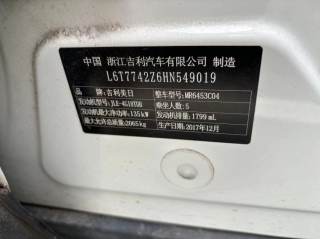 中国 浙江吉利汽车有限公司 制造
L6T7742Z6HN549019
品牌:吉利美日 整车型号:MR6453C04
发动机型号:JLE-4G18TDB 乘坐人数:5
发动机最大净功率:135kW 发动机排量:1799 mL
最大允许总质量:2065kg 制造日期:2017年12月